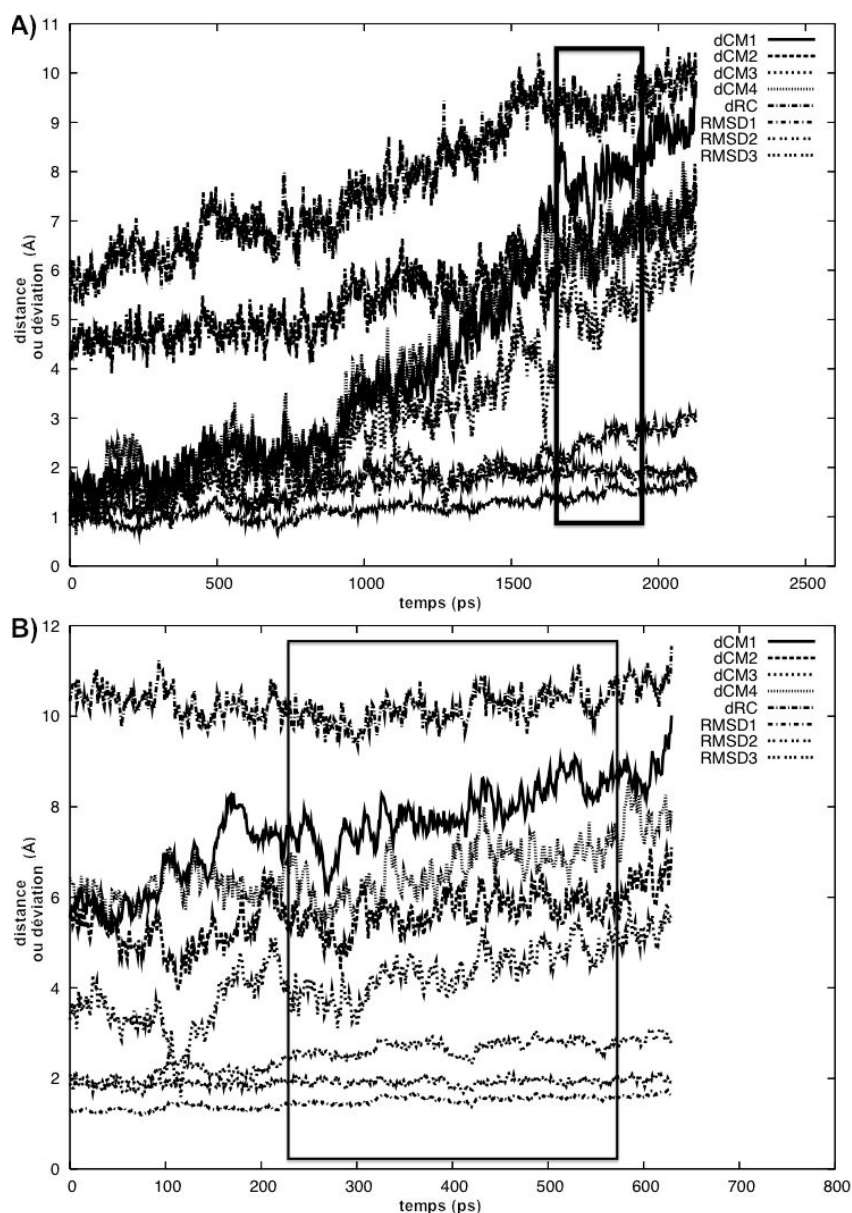 A)
11
10
9
8
7
6
5
4
3
2
1
0
distance
ou déviation (Å)
dCM1
dCM2
dCM3
dCM4
dRC
RMSD1
RMSD2
RMSD3
0 500 1000 1500 2000 2500
temps (ps)
B)
12
10
8
6
4
2
0
distance
ou déviation (Å)
dCM1
dCM2
dCM3
dCM4
dRC
RMSD1
RMSD2
RMSD3
0 100 200 300 400 500 600 700 800
temps (ps)